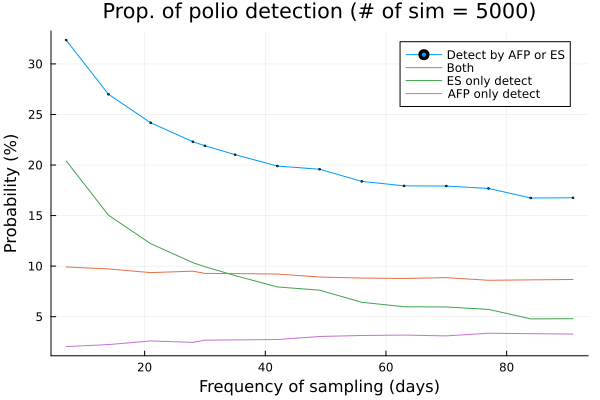 Prop. of polio detection (# of sim = 5000)
Detect by AFP or ES
Both
ES only detect
AFP only detect
30
25
20
15
10
5
Probability (%)
20 40 60 80
Frequency of sampling (days)